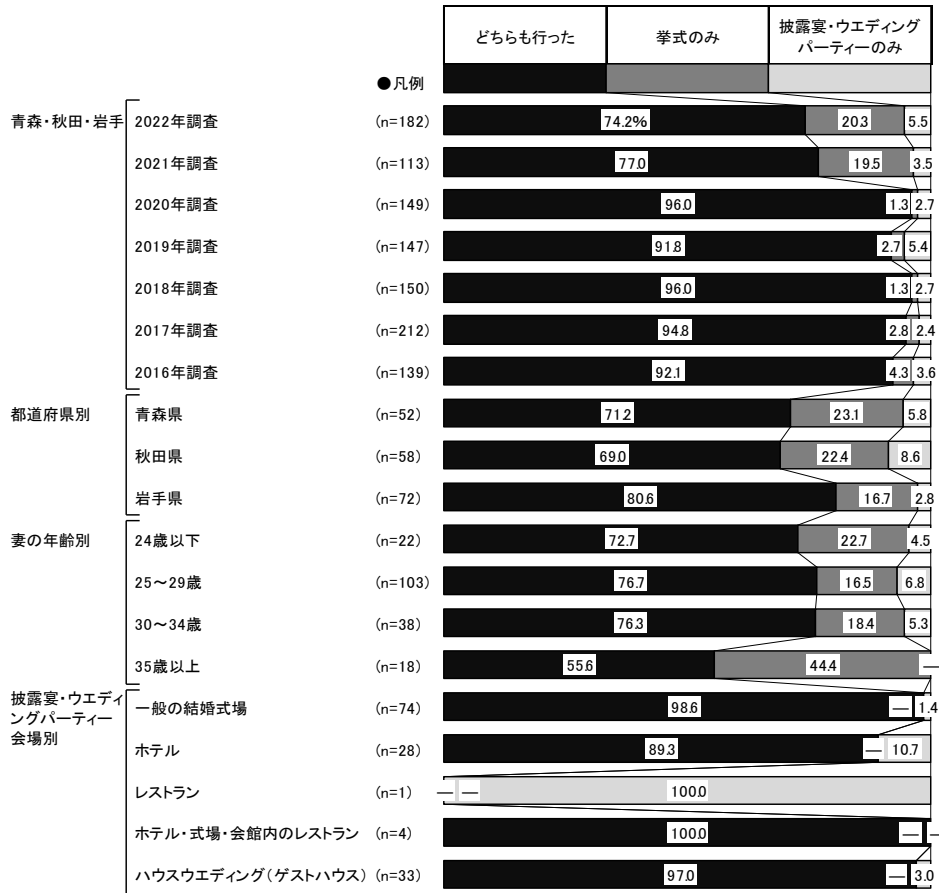 どちらも行った 挙式のみ 披露宴・ウエディング
パーティーのみ
●凡例
青森・秋田・岩手 2022年調査 (n=182) 74.2% 20.3 5.5
2021年調査 (n=113) 77.0 19.5 3.5
2020年調査 (n=149) 96.0 1.3 2.7
2019年調査 (n=147) 91.8 2.7 5.4
2018年調査 (n=150) 96.0 1.3 2.7
2017年調査 (n=212) 94.8 2.8 2.4
2016年調査 (n=139) 92.1 4.3 3.6
都道府県別 青森県 (n=52) 71.2 23.1 5.8
秋田県 (n=58) 69.0 22.4 8.6
岩手県 (n=72) 80.6 16.7 2.8
妻の年齢別 24歳以下 (n=22) 72.7 22.7 4.5
25～29歳 (n=103) 76.7 16.5 6.8
30～34歳 (n=38) 76.3 18.4 5.3
35歳以上 (n=18) 55.6 44.4 ―
披露宴・ウエディ
ングパーティー
会場別
一般の結婚式場 (n=74) 98.6 ― 1.4
ホテル (n=28) 89.3 ― 10.7
レストラン (n=1) ― ― 100.0
ホテル・式場・会館内のレストラン (n=4) 100.0 ― ―
ハウスウエディング(ゲストハウス) (n=33) 97.0 ― 3.0